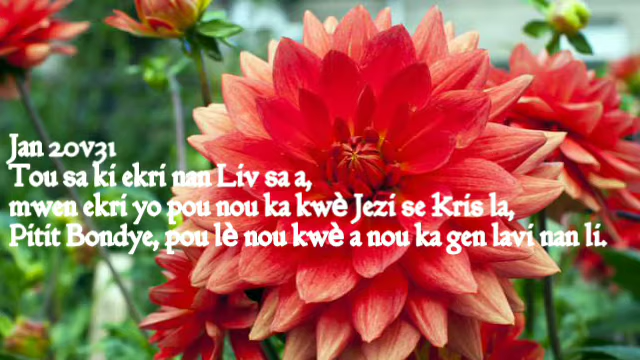 Jan 20v31
Tou sa ki ekri nan Liv sa a,
mwen ekri yo pou nou ka kwè Jezi se Kris la,
Pitit Bondye, pou lè nou kwè a nou ka gen lavi nan li.